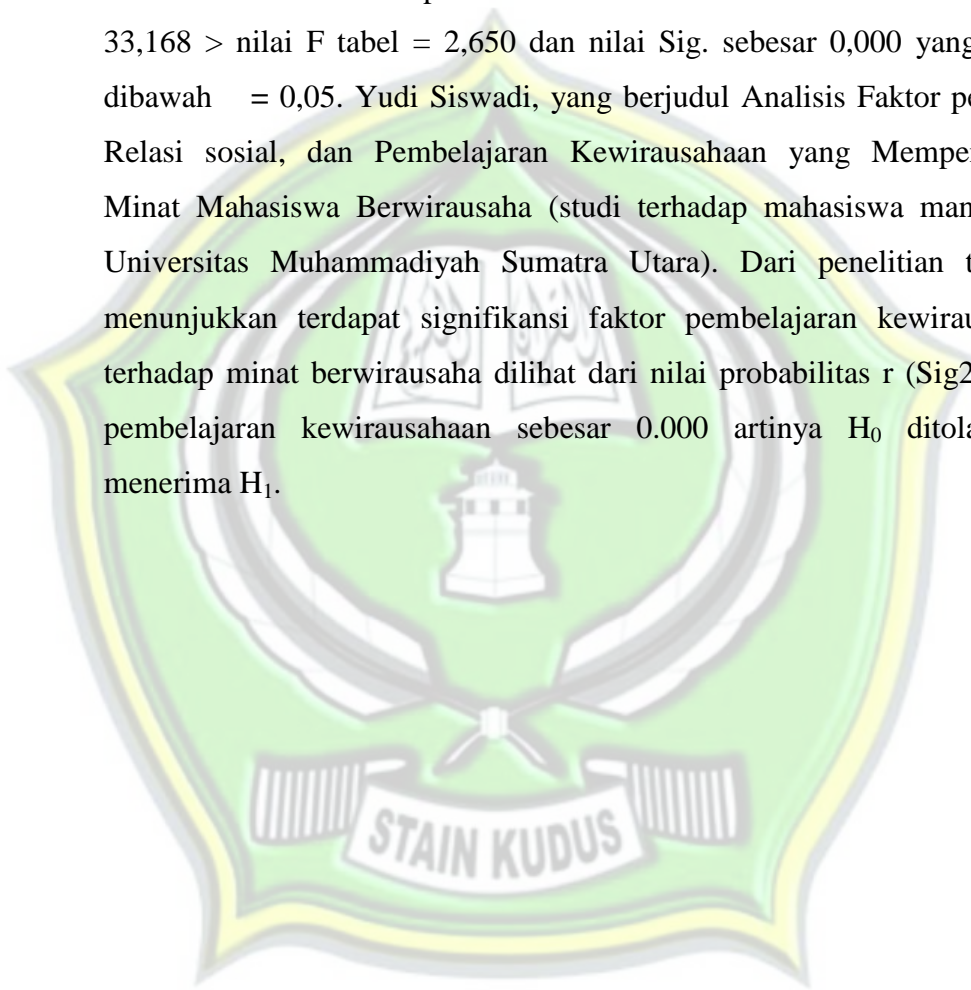 33,168 > nilai F tabel = 2,650 dan nilai Sig. sebesar 0,000 yang
dibawah = 0,05. Yudi Siswadi, yang berjudul Analisis Faktor
Relasi sosial, dan Pembelajaran Kewirausahaan yang
Minat Mahasiswa Berwirausaha (studi terhadap mahasiswa
Universitas Muhammadiyah Sumatra Utara). Dari penelitian
menunjukkan terdapat signifikansi faktor pembelajaran
terhadap minat berwirausaha dilihat dari nilai probabilitas r (Sig2
pembelajaran kewirausahaan sebesar 0.000 artinya H₀
menerima H₁.
STAIN KUDUS